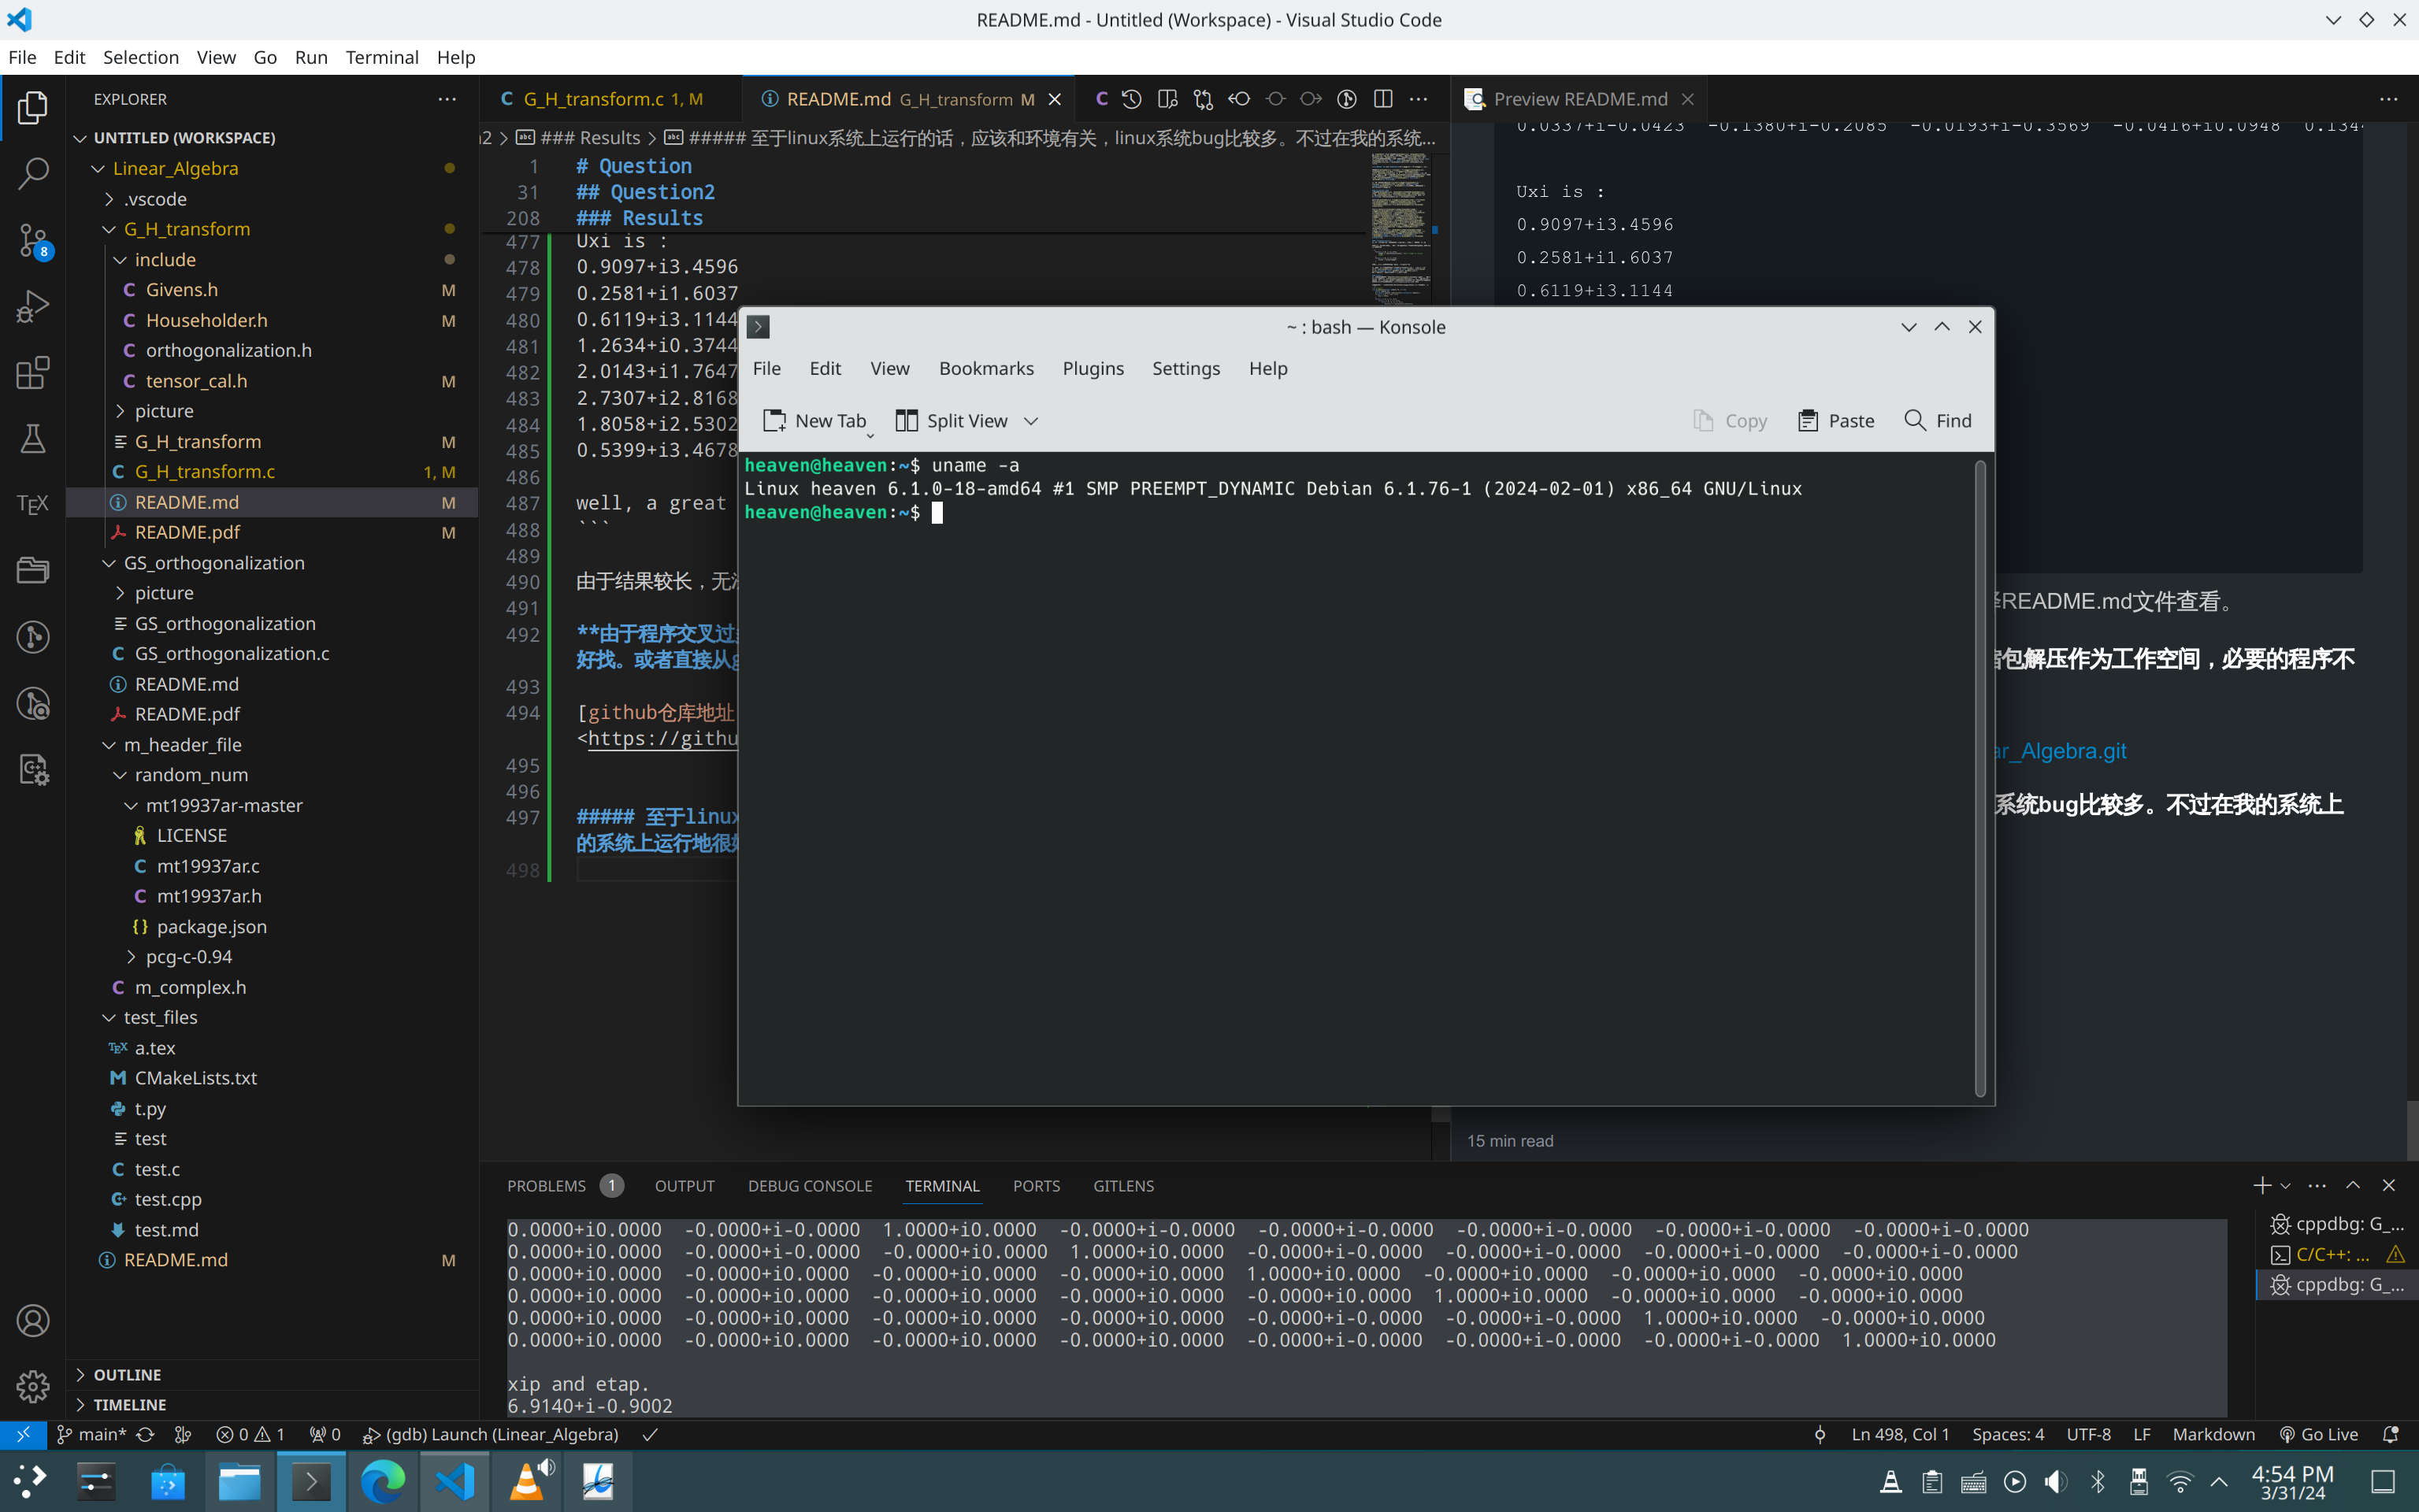 README.md - Untitled (Workspace) - Visual Studio Code
File Edit Selection View Go Run Terminal Help
EXPLORER
UNTITLED (WORKSPACE)
Linear_Algebra
.vscode
G_H_transform
include
Givens.h M
Householder.h M
orthogonalization.h
tensor_cal.h M
picture
G_H_transform M
G_H_transform.c 1, M
README.md M
README.pdf M
GS_orthogonalization
picture
GS_orthogonalization
GS_orthogonalization.c
README.md
README.pdf
m_header_file
random_num
mt19937ar-master
LICENSE
mt19937ar.c
mt19937ar.h
package.json
pcg-c-0.94
m_complex.h
test_files
a.tex
CMakeLists.txt
t.py
test
test.c
test.cpp
test.md
README.md M
OUTLINE
TIMELINE
8
TEX
G_H_transform.c 1, M
README.md G_H_transform M
2 > ### Results > ##### 至于linux系统上运行的话，应该和环境有关，linux系统bug比较多。不过在我的系统...
1 # Question
31 ## Question2
208 ### Results
477 Uxi is :
478 0.9097+i3.4596
479 0.2581+i1.6037
480 0.6119+i3.1144
481 1.2634+i0.3744
482 2.0143+i1.7647
483 2.7307+i2.8168
484 1.8058+i2.5302
485 0.5399+i3.4678
486
487 well, a great
488 ```
489
490 由于结果较长，无
491
492 **由于程序交叉过
好找。或者直接从g
493
494 [github仓库地址
<https://githu
495
496
497 ##### 至于linux
的系统上运行地很
498
Preview README.md
0.0337+i-0.0423 -0.1380+i-0.2085 -0.0193+i-0.3569 -0.0416+i0.0948 0.134
Uxi is :
0.9097+i3.4596
0.2581+i1.6037
0.6119+i3.1144
README.md文件查看。
包解压作为工作空间，必要的程序不
ar_Algebra.git
系统bug比较多。不过在我的系统上
15 min read
~ : bash — Konsole
File Edit View Bookmarks Plugins Settings Help
New Tab Split View Copy Paste Find
heaven@heaven:~$ uname -a
Linux heaven 6.1.0-18-amd64 #1 SMP PREEMPT_DYNAMIC Debian 6.1.76-1 (2024-02-01) x86_64 GNU/Linux
heaven@heaven:~$
PROBLEMS 1 OUTPUT DEBUG CONSOLE TERMINAL PORTS GITLENS
0.0000+i0.0000 -0.0000+i-0.0000 1.0000+i0.0000 -0.0000+i-0.0000 -0.0000+i-0.0000 -0.0000+i-0.0000 -0.0000+i-0.0000 -0.0000+i-0.0000
0.0000+i0.0000 -0.0000+i-0.0000 -0.0000+i0.0000 1.0000+i0.0000 -0.0000+i-0.0000 -0.0000+i-0.0000 -0.0000+i-0.0000 -0.0000+i-0.0000
0.0000+i0.0000 -0.0000+i0.0000 -0.0000+i0.0000 -0.0000+i0.0000 1.0000+i0.0000 -0.0000+i0.0000 -0.0000+i0.0000 -0.0000+i0.0000
0.0000+i0.0000 -0.0000+i0.0000 -0.0000+i0.0000 -0.0000+i0.0000 -0.0000+i-0.0000 1.0000+i0.0000 -0.0000+i0.0000 -0.0000+i0.0000
0.0000+i0.0000 -0.0000+i0.0000 -0.0000+i0.0000 -0.0000+i0.0000 -0.0000+i-0.0000 -0.0000+i-0.0000 1.0000+i0.0000 -0.0000+i0.0000
0.0000+i0.0000 -0.0000+i0.0000 -0.0000+i0.0000 -0.0000+i0.0000 -0.0000+i-0.0000 -0.0000+i-0.0000 -0.0000+i-0.0000 1.0000+i0.0000
xip and etap.
6.9140+i-0.9002
cppdbg: G_...
C/C++: ...
cppdbg: G_...
main* 0 1 0 (gdb) Launch (Linear_Algebra) Ln 498, Col 1 Spaces: 4 UTF-8 LF Markdown Go Live
4:54 PM
3/31/24